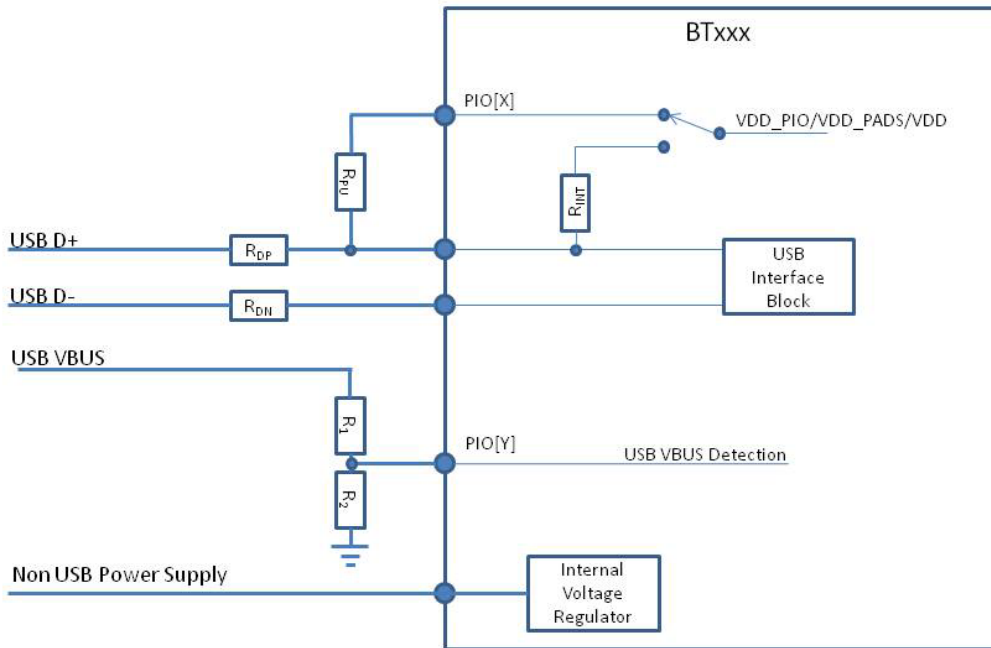 BTxxx
PIO[X]
VDD_PIO/VDD_PADS/VDD
RPU
RINT
USB D+
RDP
USB
Interface
Block
USB D-
RDN
USB VBUS
R1
PIO[Y]
USB VBUS Detection
R2
Non USB Power Supply
Internal
Voltage
Regulator